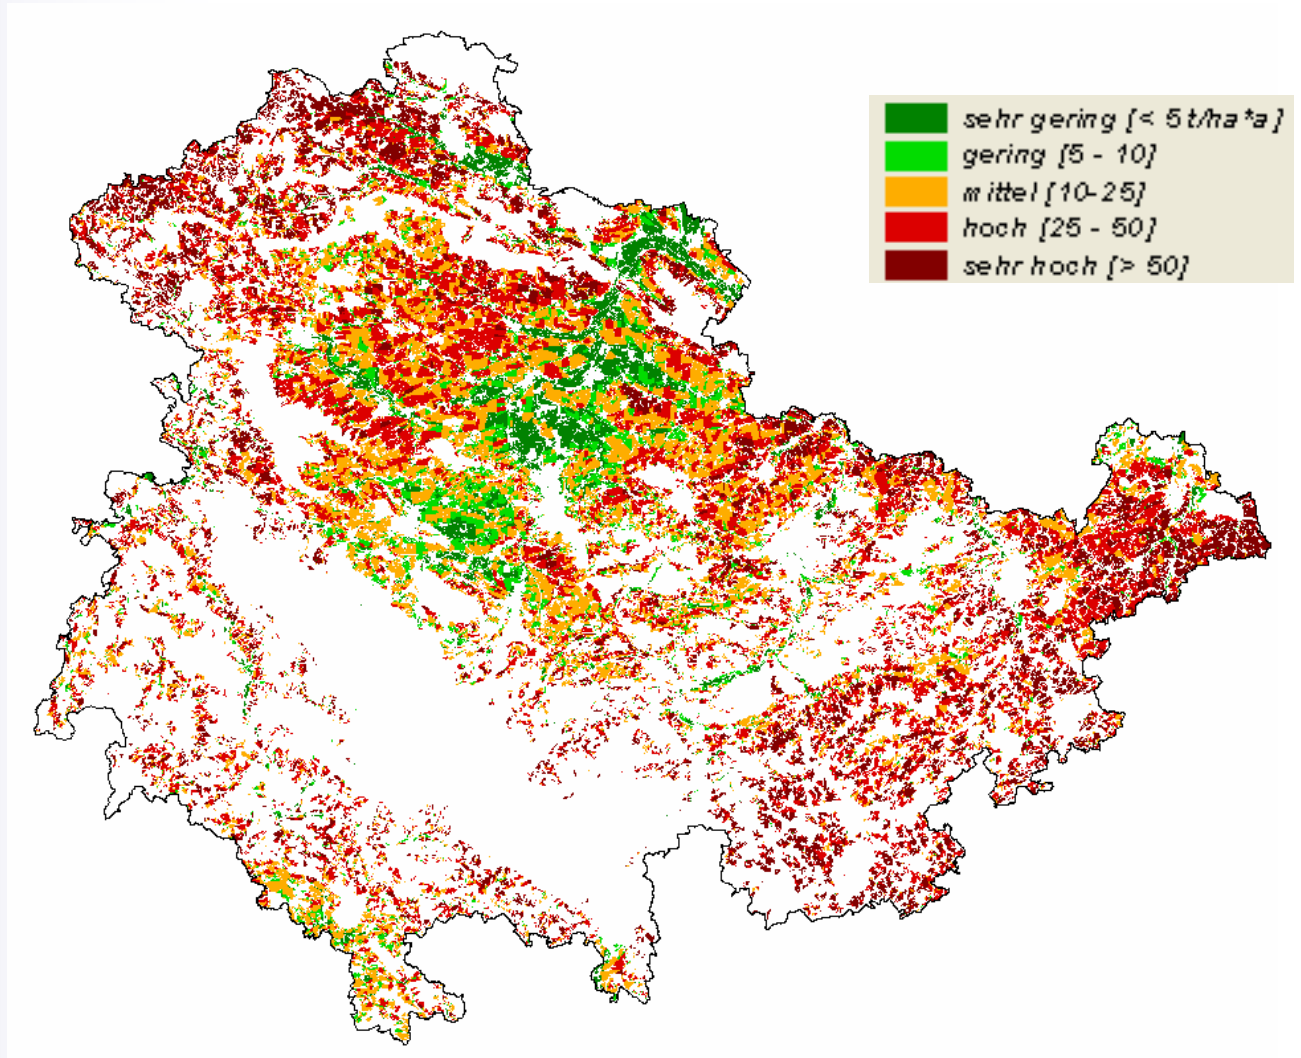 sehr gering [< 5 t/ha*a]
gering [5 - 10]
mittel [10-25]
hoch [25 - 50]
sehr hoch [> 50]